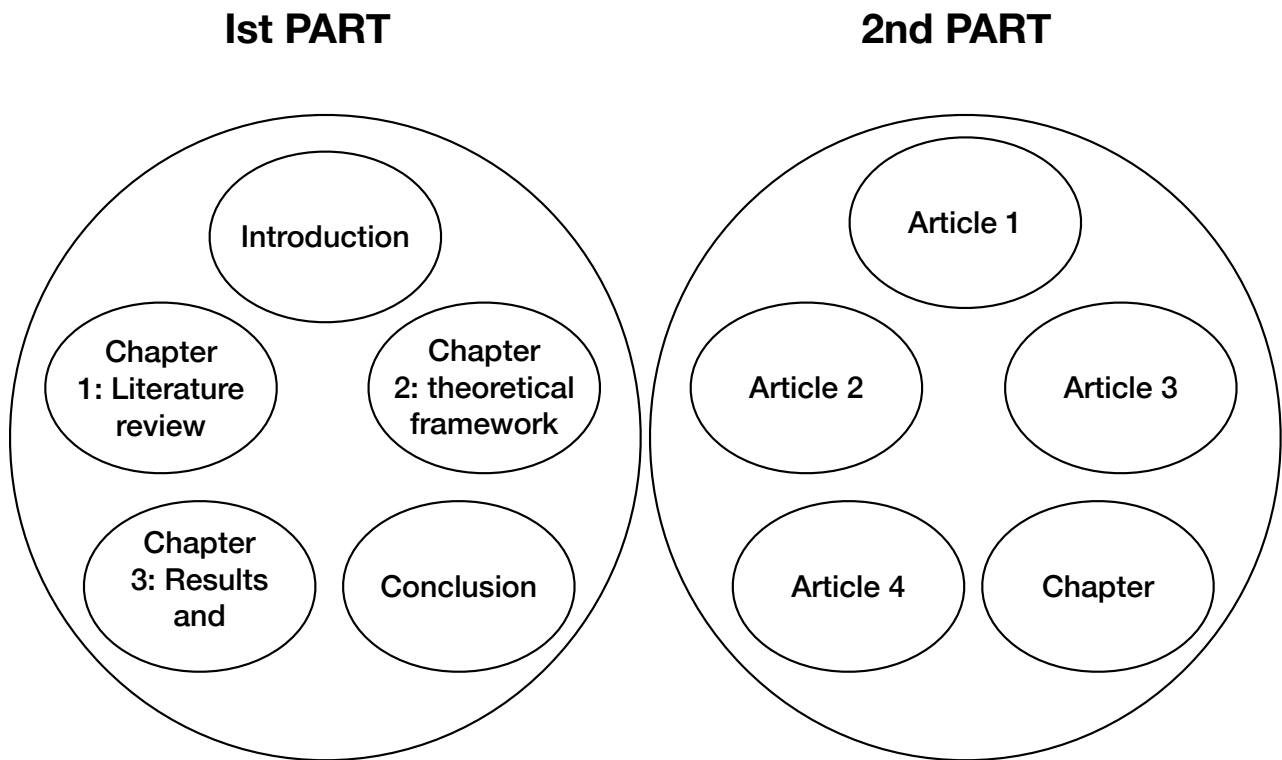 Ist PART
2nd PART
Introduction
Chapter
1: Literature
review
Chapter
2: theoretical
framework
Chapter
3: Results
and
Conclusion
Article 1
Article 2
Article 3
Article 4
Chapter